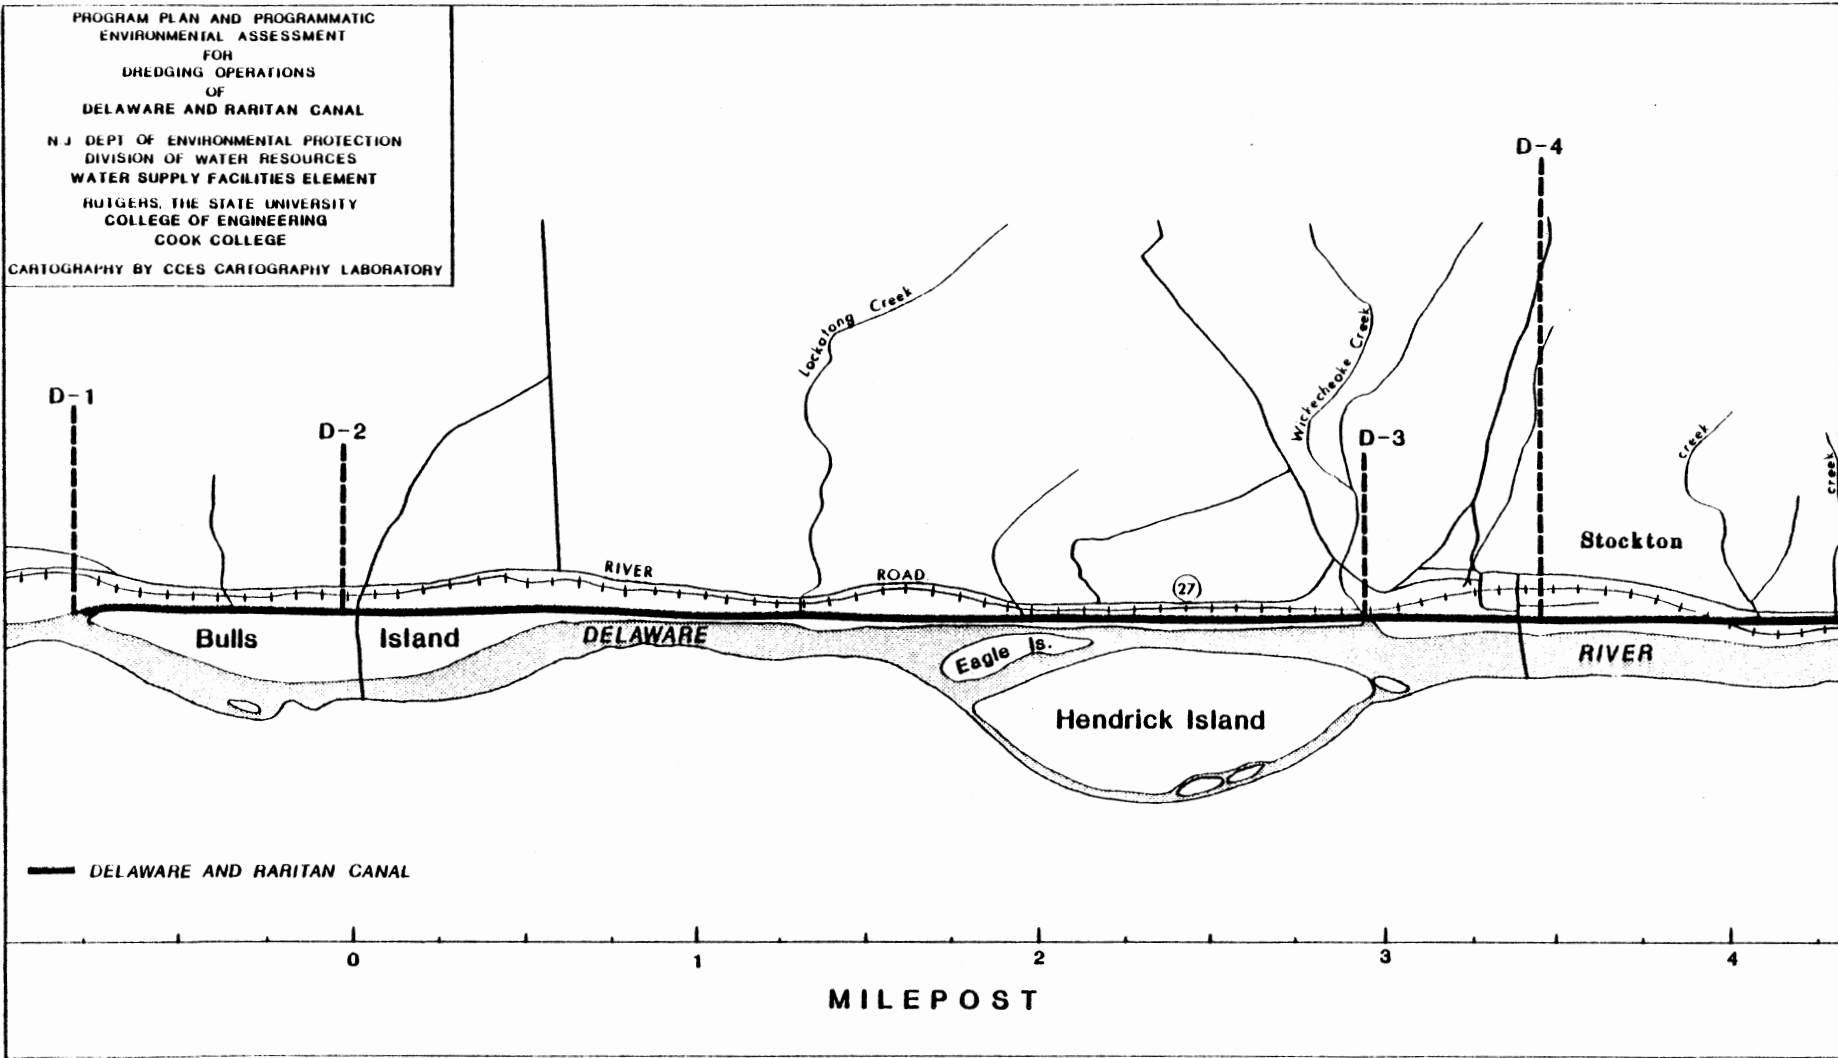 PROGRAM PLAN AND PROGRAMMATIC
ENVIRONMENTAL ASSESSMENT
FOR
DREDGING OPERATIONS
OF
DELAWARE AND RARITAN CANAL
N.J DEPT OF ENVIRONMENTAL PROTECTION
DIVISION OF WATER RESOURCES
WATER SUPPLY FACILITIES ELEMENT
RUTGERS, THE STATE UNIVERSITY
COLLEGE OF ENGINEERING
COOK COLLEGE
CARTOGRAPHY BY CCES CARTOGRAPHY LABORATORY
D-4
Lockatong Creek
Wickecheoke Creek
D-1
D-2
D-3
creek
creek
Stockton
RIVER
ROAD
27
Bulls
Island
DELAWARE
Eagle Is.
RIVER
Hendrick Island
DELAWARE AND RARITAN CANAL
0 1 2 3 4
MILEPOST